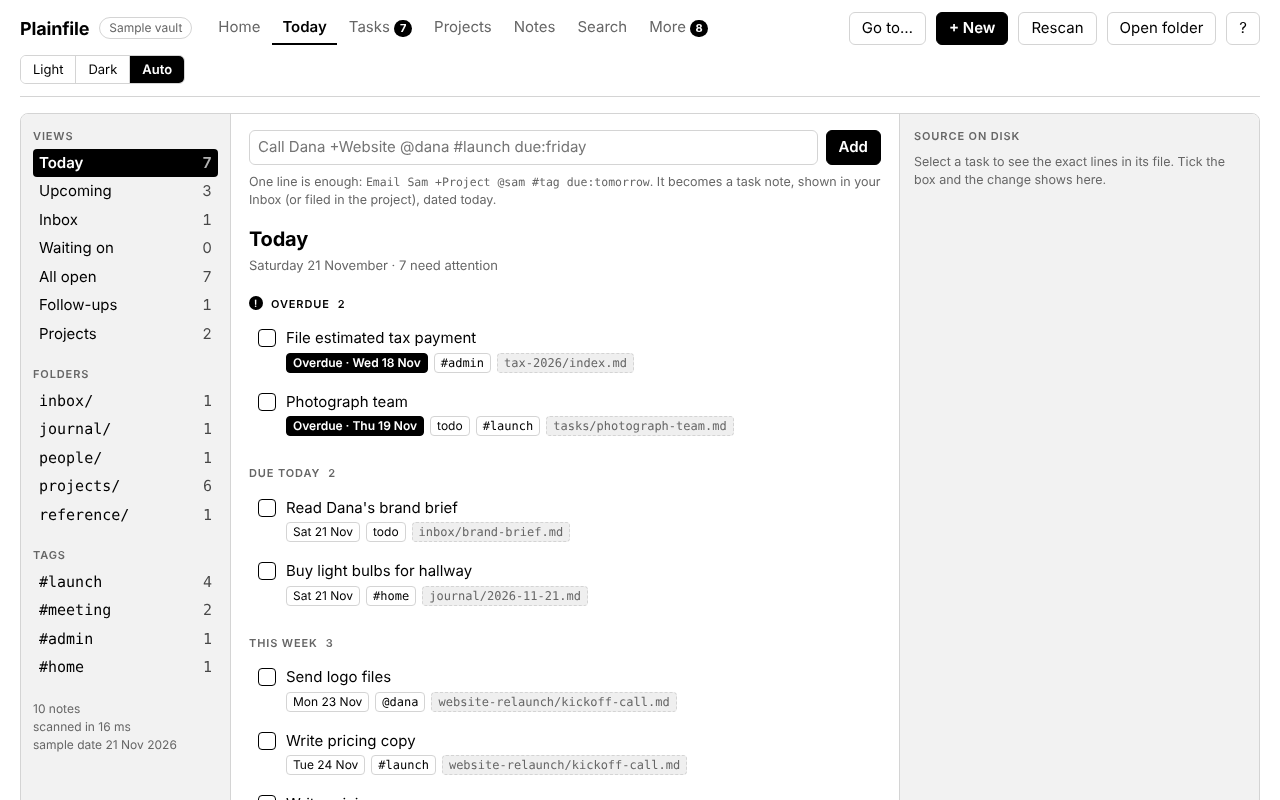 Plainfile Sample vault Home Today Tasks 7 Projects Notes Search More 8 Go to... + New Rescan Open folder ?
Light Dark Auto
VIEWS
Today 7
Upcoming 3
Inbox 1
Waiting on 0
All open 7
Follow-ups 1
Projects 2
FOLDERS
inbox/ 1
journal/ 1
people/ 1
projects/ 6
reference/ 1
TAGS
#launch 4
#meeting 2
#admin 1
#home 1
10 notes
scanned in 16 ms
sample date 21 Nov 2026
Call Dana +Website @dana #launch due:friday Add
One line is enough: Email Sam +Project @sam #tag due:tomorrow. It becomes a task note, shown in your
Inbox (or filed in the project), dated today.
Today
Saturday 21 November · 7 need attention
! OVERDUE 2
File estimated tax payment
Overdue · Wed 18 Nov #admin tax-2026/index.md
Photograph team
Overdue · Thu 19 Nov todo #launch tasks/photograph-team.md
DUE TODAY 2
Read Dana's brand brief
Sat 21 Nov todo inbox/brand-brief.md
Buy light bulbs for hallway
Sat 21 Nov #home journal/2026-11-21.md
THIS WEEK 3
Send logo files
Mon 23 Nov @dana website-relaunch/kickoff-call.md
Write pricing copy
Tue 24 Nov #launch website-relaunch/kickoff-call.md
SOURCE ON DISK
Select a task to see the exact lines in its file. Tick the
box and the change shows here.